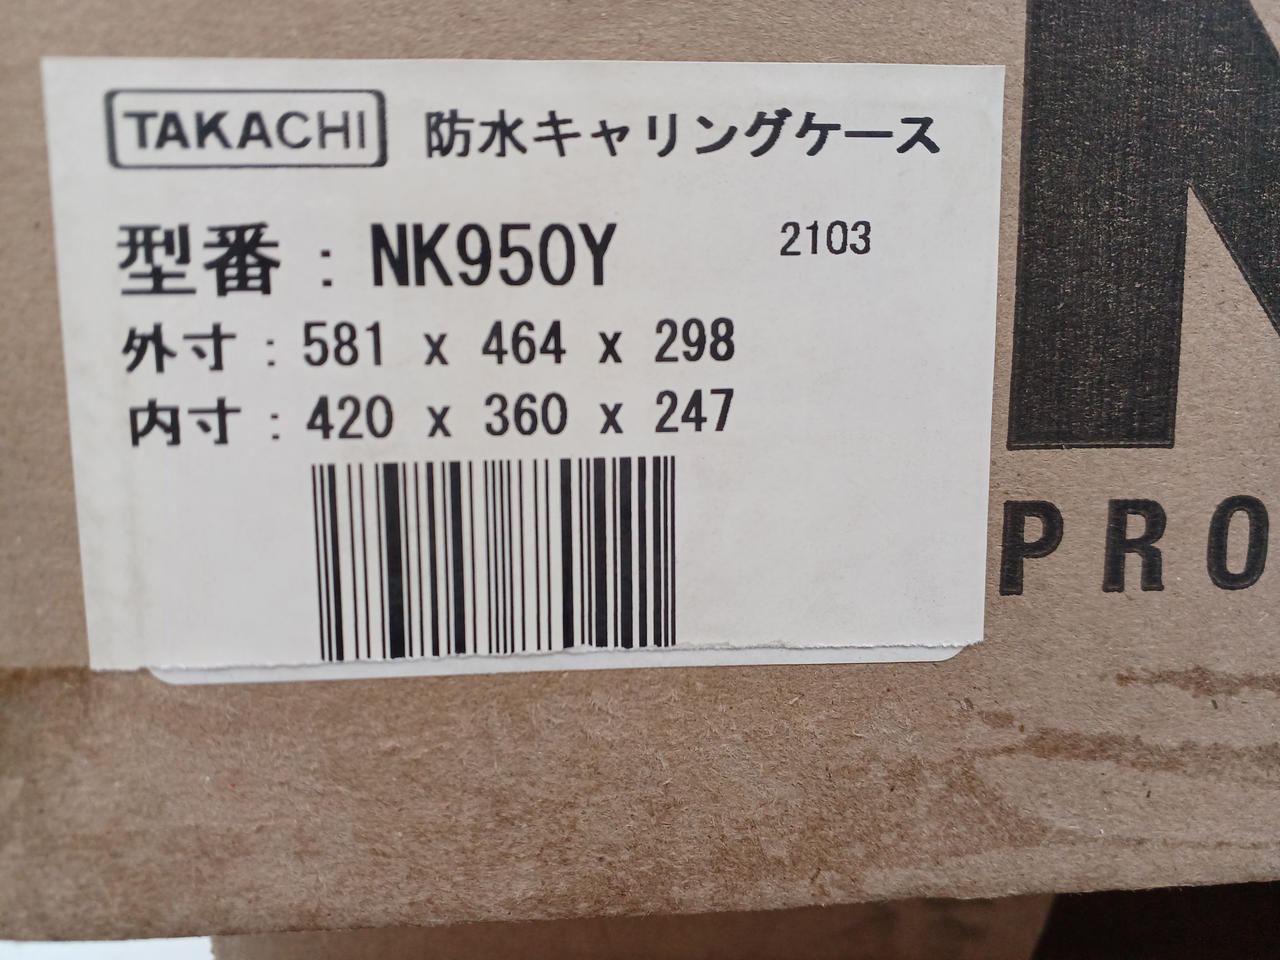 TAKACHI 防水キャリングケース
型番：NK950Y 2103
外寸：581 x 464 x 298
内寸：420 x 360 x 247
N
PRO